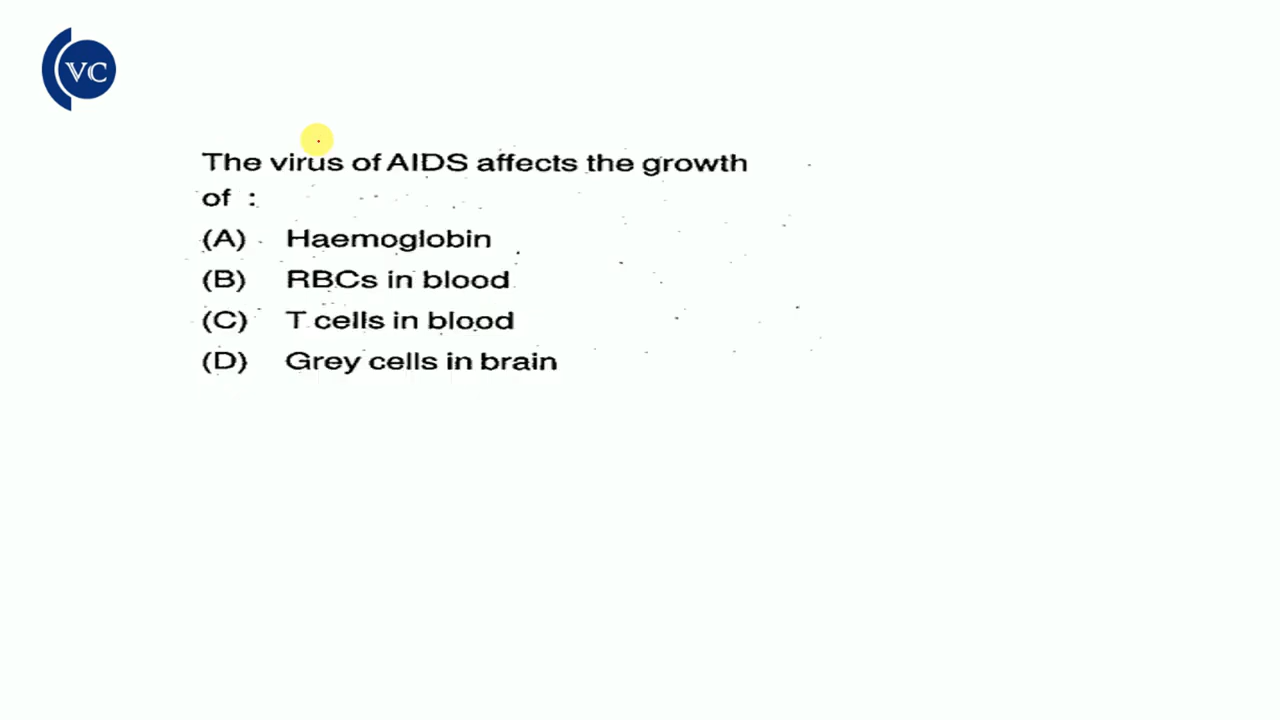 VC
The virus of AIDS affects the growth
of :
(A) Haemoglobin
(B) RBCs in blood
(C) T cells in blood
(D) Grey cells in brain